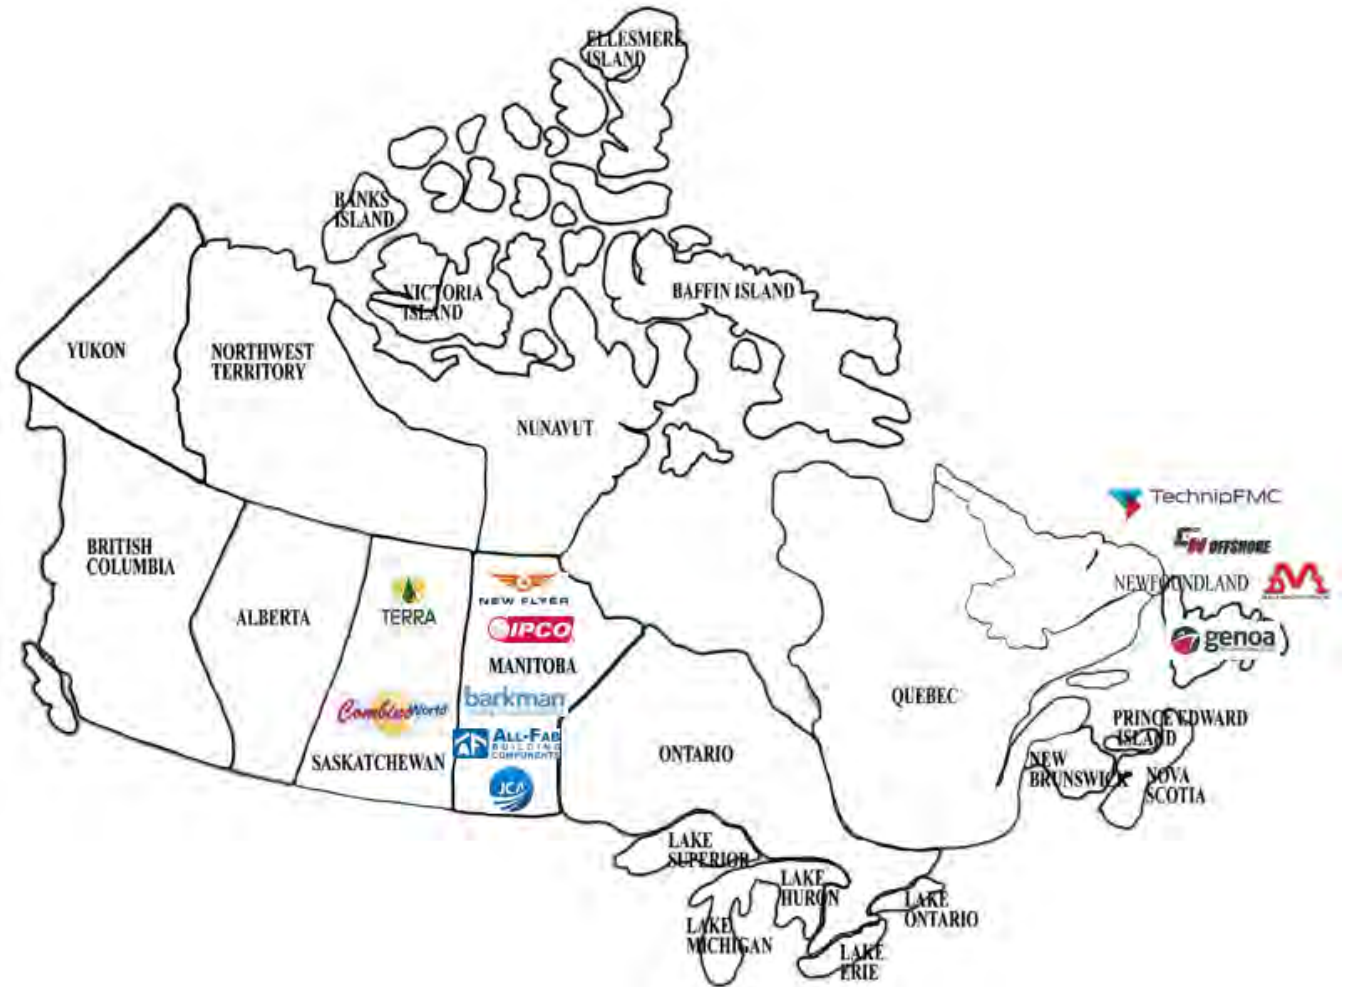 ELLESMERE
ISLAND
BANKS
ISLAND
VICTORIA
ISLAND
BAFFIN ISLAND
YUKON
NORTHWEST
TERRITORY
NUNAVUT
TechnipFMC
OFFSHORE
NEWFOUNDLAND
genoa
BRITISH
COLUMBIA
ALBERTA
TERRA
NEW FLYER
IPCO
MANITOBA
barkman
CombineWorld
ALL-FAB
BUILDING
COMPONENTS
SASKATCHEWAN
JCA
ONTARIO
QUEBEC
PRINCE EDWARD
ISLAND
NEW
BRUNSWICK
NOVA
SCOTIA
LAKE
SUPERIOR
LAKE
HURON
LAKE
MICHIGAN
LAKE
ONTARIO
LAKE
ERIE